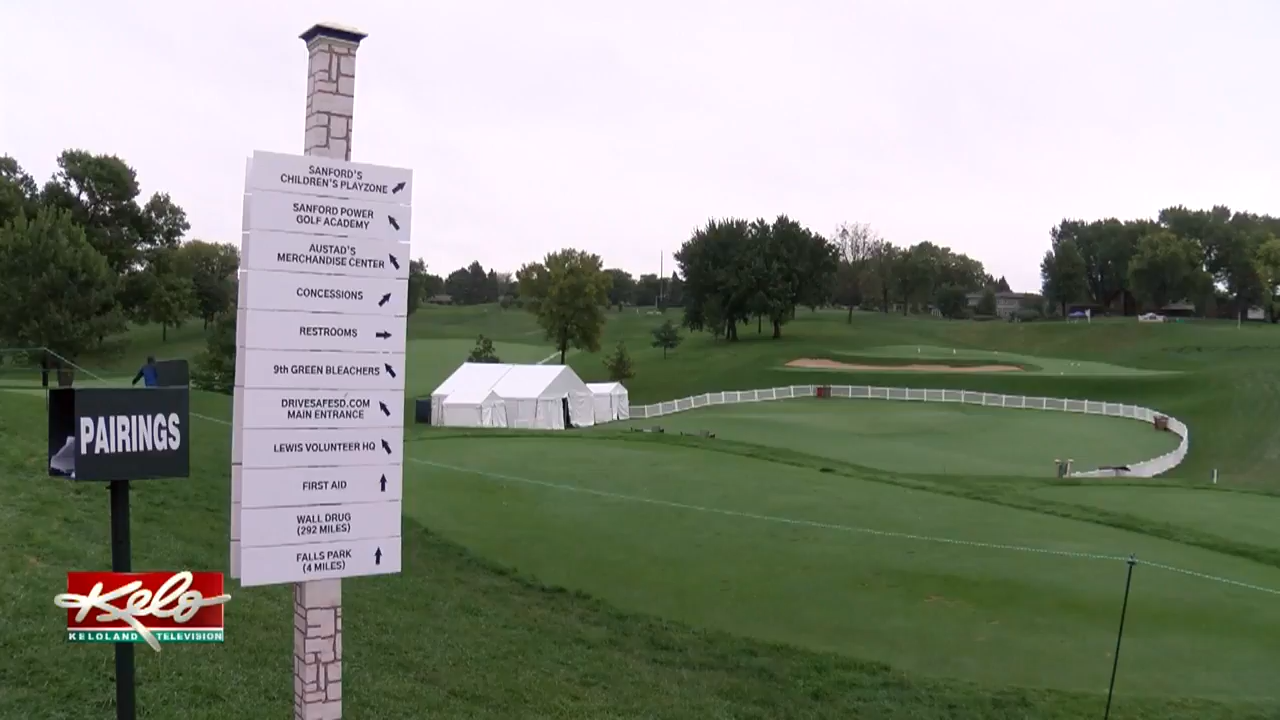 SANFORD'S
CHILDREN'S PLAYZONE
SANFORD POWER
GOLF ACADEMY
AUSTAD'S
MERCHANDISE CENTER
CONCESSIONS
RESTROOMS
9th GREEN BLEACHERS
DRIVESAFESD.COM
MAIN ENTRANCE
LEWIS VOLUNTEER HQ
FIRST AID
WALL DRUG
(292 MILES)
FALLS PARK
(4 MILES)
PAIRINGS
Kelo
KELOLAND TELEVISION